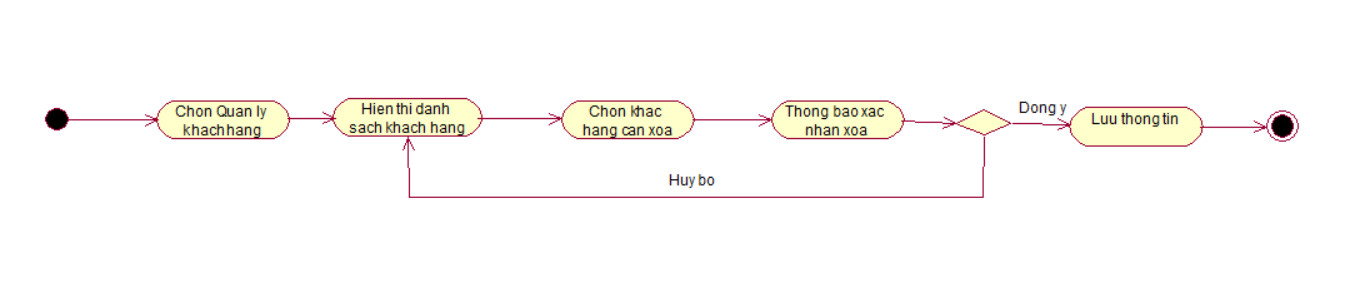 Chon Quan ly
khach hang
Hien thi danh
sach khach hang
Chon khac
hang can xoa
Thong bao xac
nhan xoa
Dong y
Luu thong tin
Huy bo